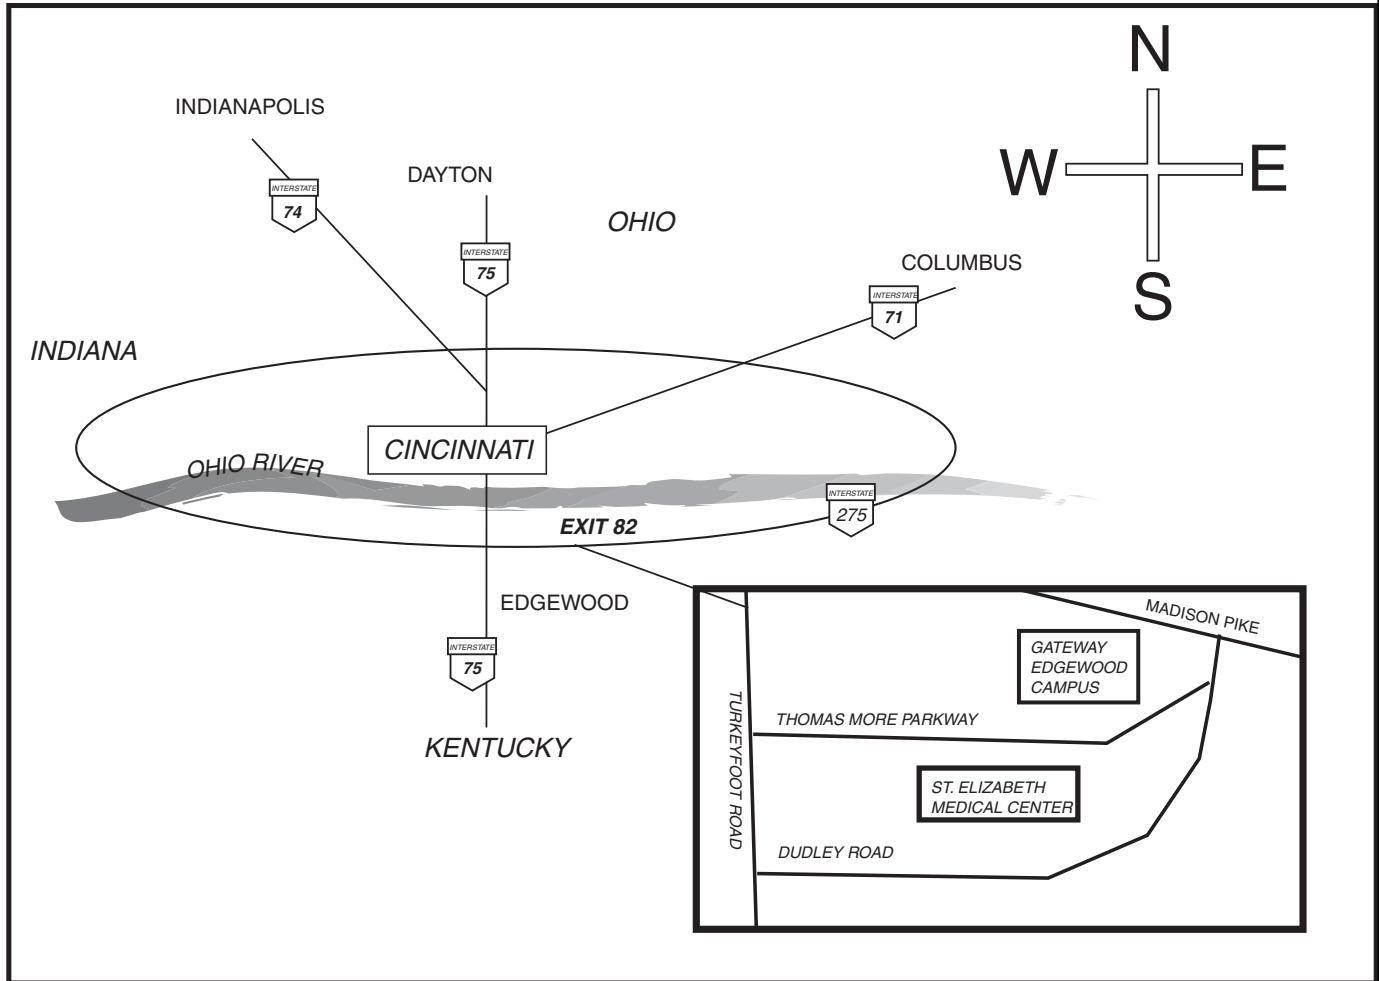 N
INDIANAPOLIS
W
E
DAYTON
INTERSTATE
74
OHIO
INTERSTATE
75
COLUMBUS
S
INTERSTATE
71
INDIANA
CINCINNATI
OHIO RIVER
INTERSTATE
275
EXIT 82
EDGEWOOD
INTERSTATE
75
KENTUCKY
MADISON PIKE
GATEWAY
EDGEWOOD
CAMPUS
TURKEYFOOT ROAD
THOMAS MORE PARKWAY
ST. ELIZABETH
MEDICAL CENTER
DUDLEY ROAD